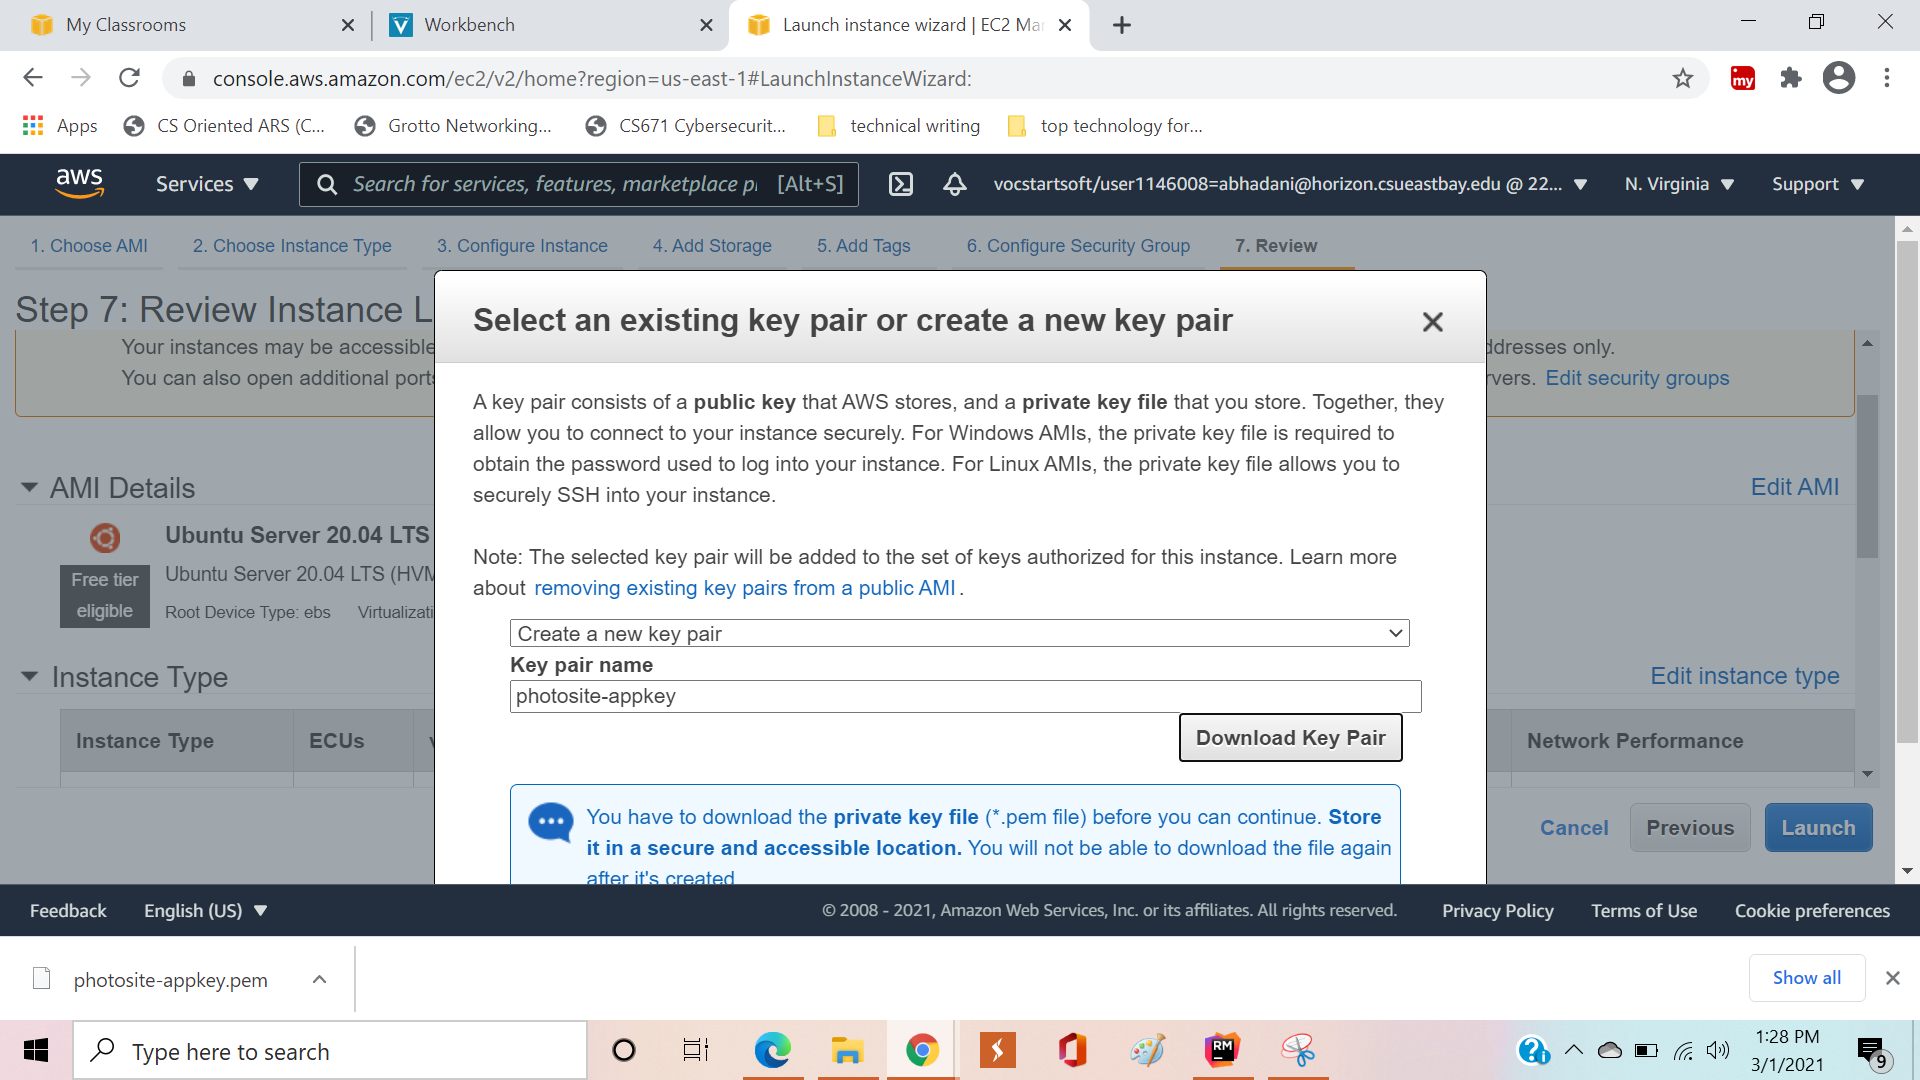 My Classrooms
Workbench
Launch instance wizard | EC2 Ma
console.aws.amazon.com/ec2/v2/home?region=us-east-1#LaunchInstanceWizard:
my
Apps
CS Oriented ARS (C...
Grotto Networking...
CS671 Cybersecurit...
technical writing
top technology for...
aws
Services
Search for services, features, marketplace p
[Alt+S]
vocstartsoft/user1146008=abhadani@horizon.csueastbay.edu @ 22...
N. Virginia
Support
1. Choose AMI
2. Choose Instance Type
3. Configure Instance
4. Add Storage
5. Add Tags
6. Configure Security Group
7. Review
Step 7: Review Instance L
Your instances may be accessible
ddresses only.
You can also open additional port
rvers. Edit security groups
Select an existing key pair or create a new key pair
A key pair consists of a public key that AWS stores, and a private key file that you store. Together, they
allow you to connect to your instance securely. For Windows AMIs, the private key file is required to
obtain the password used to log into your instance. For Linux AMIs, the private key file allows you to
securely SSH into your instance.
Note: The selected key pair will be added to the set of keys authorized for this instance. Learn more
about removing existing key pairs from a public AMI.
Create a new key pair
Key pair name
photosite-appkey
Download Key Pair
You have to download the private key file (*.pem file) before you can continue. Store
it in a secure and accessible location. You will not be able to download the file again
after it's created
AMI Details
Edit AMI
Ubuntu Server 20.04 LTS
Free tier
eligible
Ubuntu Server 20.04 LTS (HVM
Root Device Type: ebs
Virtualizati
Instance Type
Edit instance type
Instance Type
ECUs
Network Performance
Cancel
Previous
Launch
Feedback
English (US)
© 2008 - 2021, Amazon Web Services, Inc. or its affiliates. All rights reserved.
Privacy Policy
Terms of Use
Cookie preferences
photosite-appkey.pem
Show all
Type here to search
RM
1:28 PM
3/1/2021
9